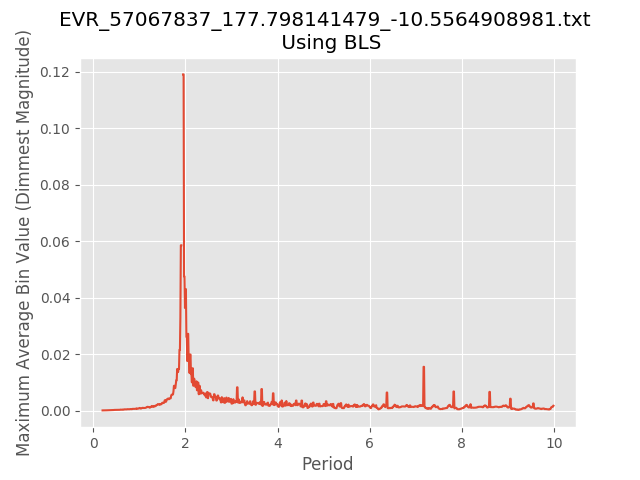 EVR_57067837_177.798141479_-10.5564908981.txt
Using BLS
Maximum Average Bin Value (Dimmest Magnitude)
0.12
0.10
0.08
0.06
0.04
0.02
0.00
0 2 4 6 8 10
Period